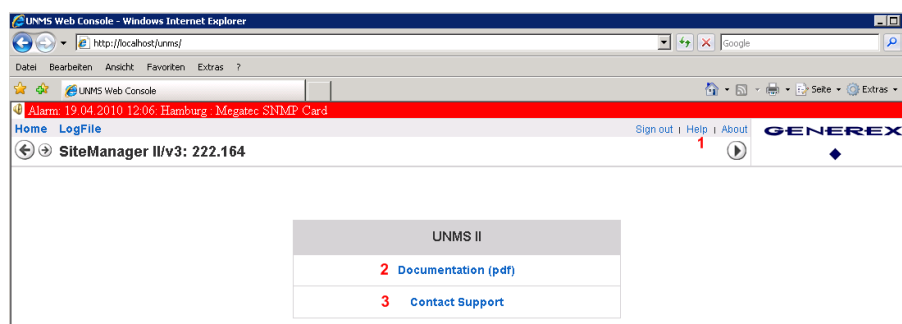 UNMS Web Console - Windows Internet Explorer
http://localhost/unms/
Google
Datei Bearbeiten Ansicht Favoriten Extras ?
UNMS Web Console
Seite Extras
Alarm: 19.04.2010 12:06: Hamburg : Megatec SNMP Card
Home LogFile
Sign out | Help | About
GENEREX
1
SiteManager II/v3: 222.164
UNMS II
2 Documentation (pdf)
3 Contact Support